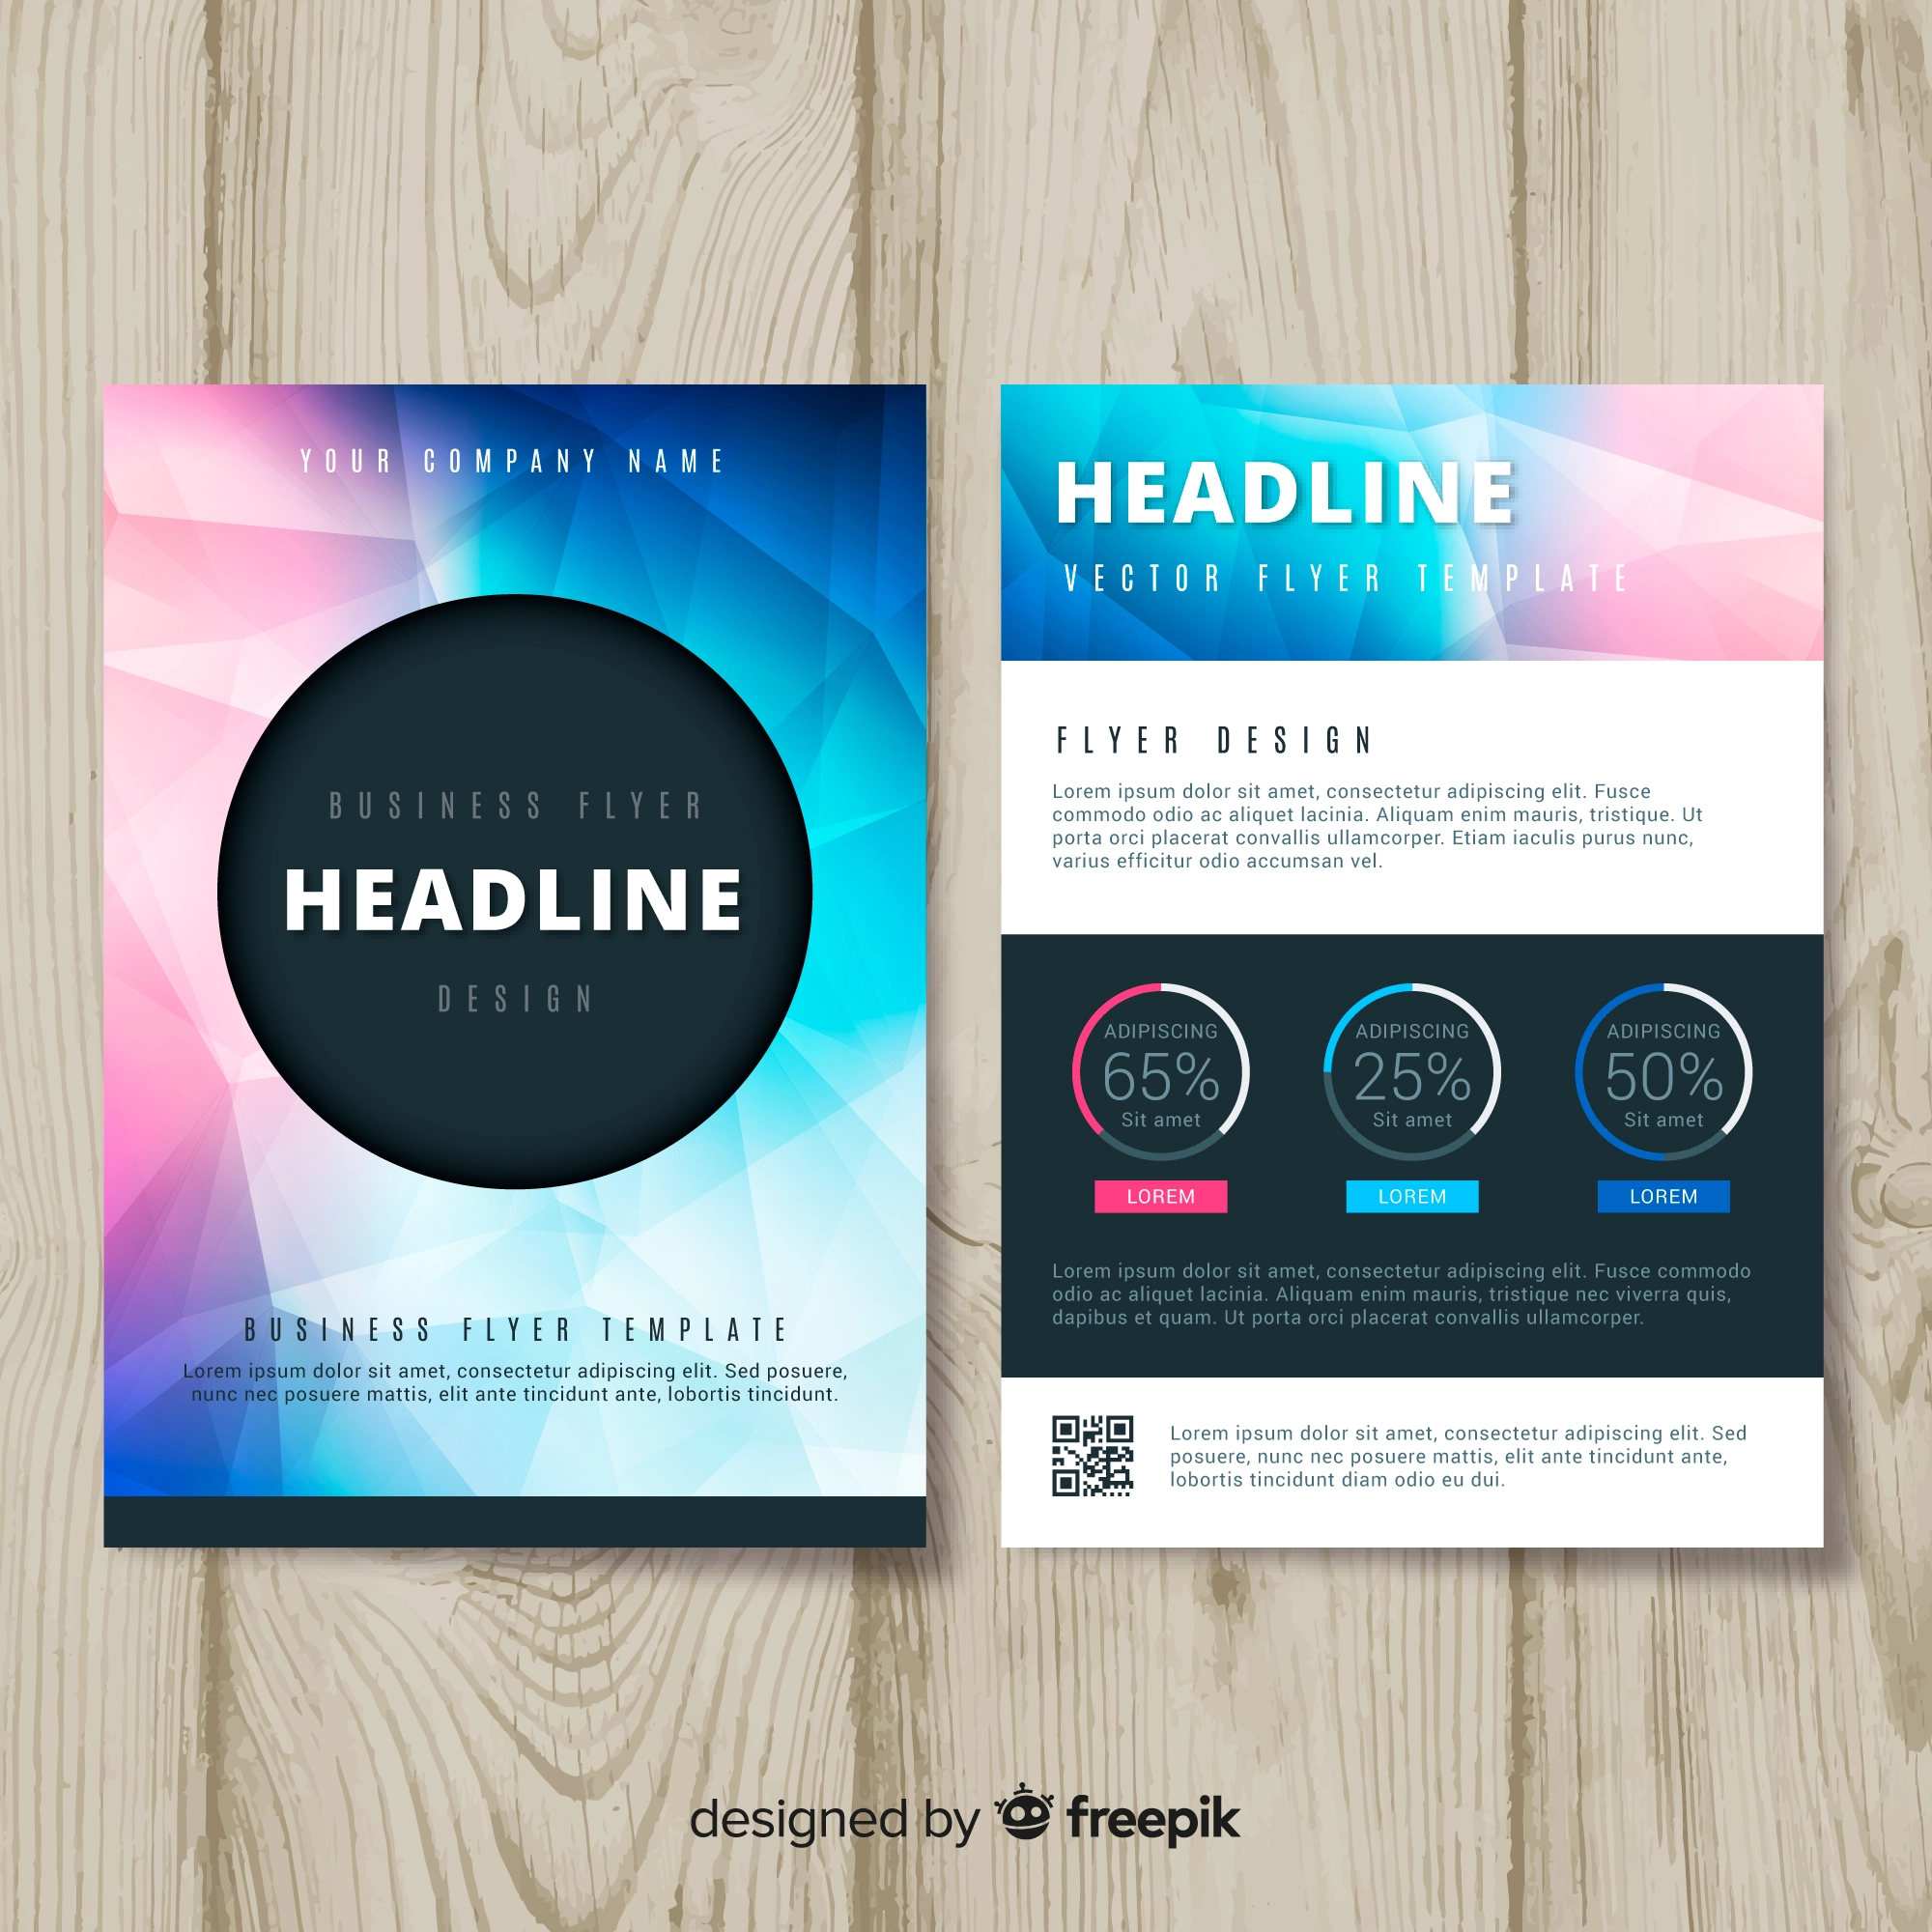 YOUR COMPANY NAME
BUSINESS FLYER
HEADLINE
DESIGN
BUSINESS FLYER TEMPLATE
Lorem ipsum dolor sit amet, consectetur adipiscing elit. Sed posuere,
nunc nec posuere mattis, elit ante tincidunt ante, lobortis tincidunt.
HEADLINE
VECTOR FLYER TEMPLATE
FLYER DESIGN
Lorem ipsum dolor sit amet, consectetur adipiscing elit. Fusce
commodo odio ac aliquet lacinia. Aliquam enim mauris, tristique. Ut
porta orci placerat convallis ullamcorper. Etiam iaculis purus nunc,
varius efficitur odio accumsan vel.
ADIPISCING
65%
Sit amet
LOREM
ADIPISCING
25%
Sit amet
LOREM
ADIPISCING
50%
Sit amet
LOREM
Lorem ipsum dolor sit amet, consectetur adipiscing elit. Fusce commodo
odio ac aliquet lacinia. Aliquam enim mauris, tristique nec viverra quis,
dapibus et quam. Ut porta orci placerat convallis ullamcorper.
Lorem ipsum dolor sit amet, consectetur adipiscing elit. Sed
posuere, nunc nec posuere mattis, elit ante tincidunt ante,
lobortis tincidunt diam odio eu dui.
designed by freepik